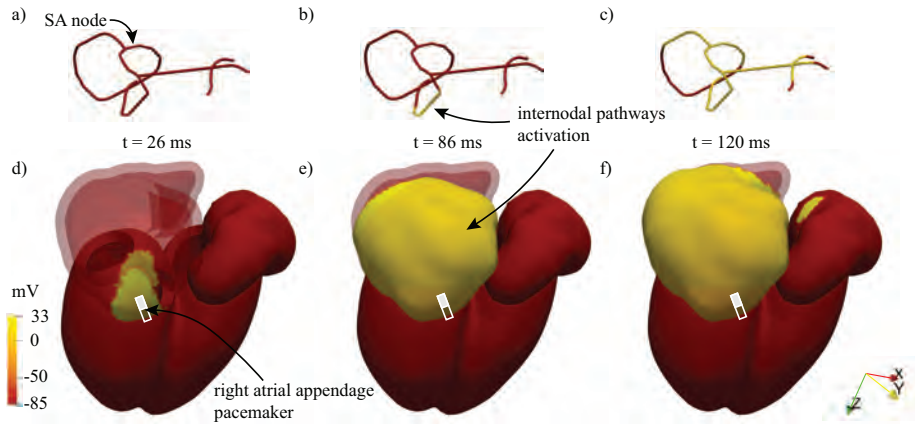 a)
SA node
b)
c)
internodal pathways
activation
t = 26 ms
t = 86 ms
t = 120 ms
d)
e)
f)
mV
33
0
-50
-85
right atrial appendage
pacemaker
X
Y
Z